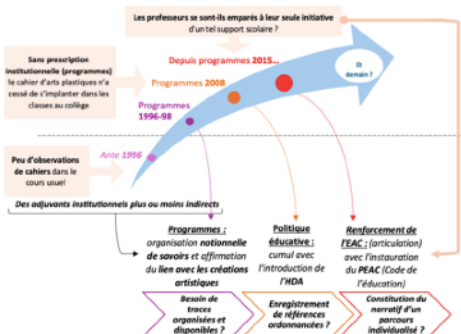 Les professeurs se sont-ils emparés à leur seule initiative
d'un tel support scolaire ?
Sans prescription
institutionnelle (programmes)
le cahier d'arts plastiques n'a
cessé de s'implanter dans les
classes au collège
Depuis programmes 2015...
Et
demain ?
Programmes 2008
Programmes
1996-98
Ante 1996
Peu d'observations
de cahiers dans le
cours usuel
Des adjuvants institutionnels plus ou moins indirects
Programmes :
organisation notionnelle
de savoirs et affirmation
du lien avec les créations
artistiques
Politique
éducative :
cumul avec
l'introduction de
l'HDA
Renforcement de
l'EAC : (articulation)
avec l'instauration
du PEAC (Code de
l'éducation)
Besoin de
traces
organisées et
disponibles ?
Enregistrement
de références
ordonnancées ?
Constitution du
narratif d'un
parcours
individualisé ?